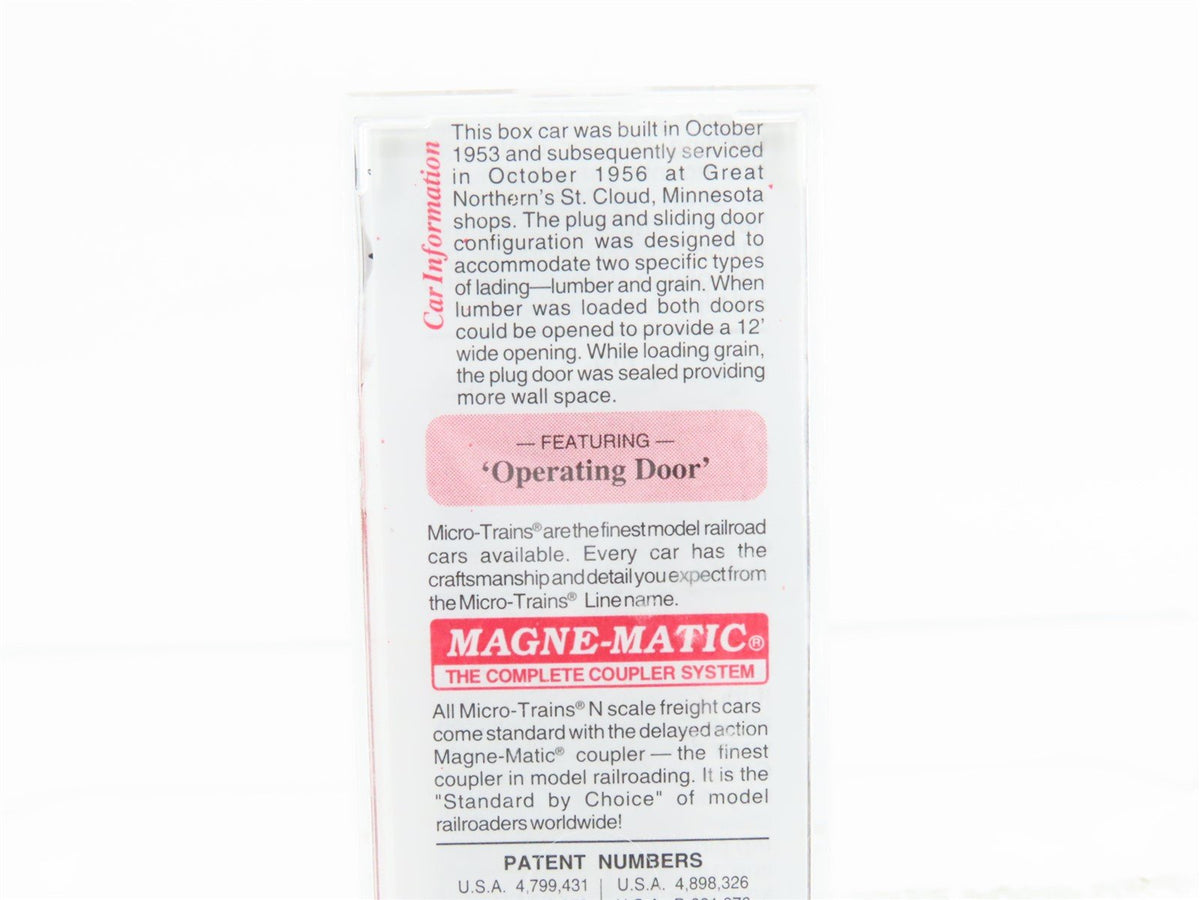 Car Information
This box car was built in October
1953 and subsequently serviced
in October 1956 at Great
Northern's St. Cloud, Minnesota
shops. The plug and sliding door
configuration was designed to
accommodate two specific types
of lading—lumber and grain. When
lumber was loaded both doors
could be opened to provide a 12'
wide opening. While loading grain,
the plug door was sealed providing
more wall space.
— FEATURING —
'Operating Door'
Micro-Trains® are the finest model railroad
cars available. Every car has the
craftsmanship and detail you expect from
the Micro-Trains® Line name.
MAGNE-MATIC®
THE COMPLETE COUPLER SYSTEM
All Micro-Trains® N scale freight cars
come standard with the delayed action
Magne-Matic® coupler — the finest
coupler in model railroading. It is the
"Standard by Choice" of model
railroaders worldwide!
PATENT NUMBERS
U.S.A. 4,799,431 | U.S.A. 4,898,326